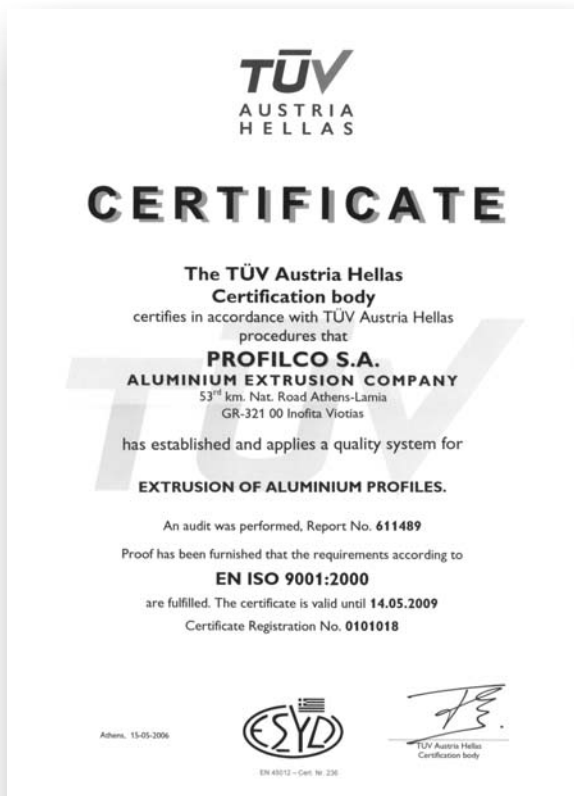 TÜV
AUSTRIA
HELLAS
CERTIFICATE
The TÜV Austria Hellas
Certification body
certifies in accordance with TÜV Austria Hellas
procedures that
PROFILCO S.A.
ALUMINIUM EXTRUSION COMPANY
53rd km. Nat. Road Athens-Lamia
GR-321 00 Inofita Viotias
has established and applies a quality system for
EXTRUSION OF ALUMINIUM PROFILES.
An audit was performed, Report No. 611489
Proof has been furnished that the requirements according to
EN ISO 9001:2000
are fulfilled. The certificate is valid until 14.05.2009
Certificate Registration No. 0101018
Athens, 15-05-2006
ESYD
EN 45012 – Cert. Nr. 236
TÜV Austria Hellas
Certification body